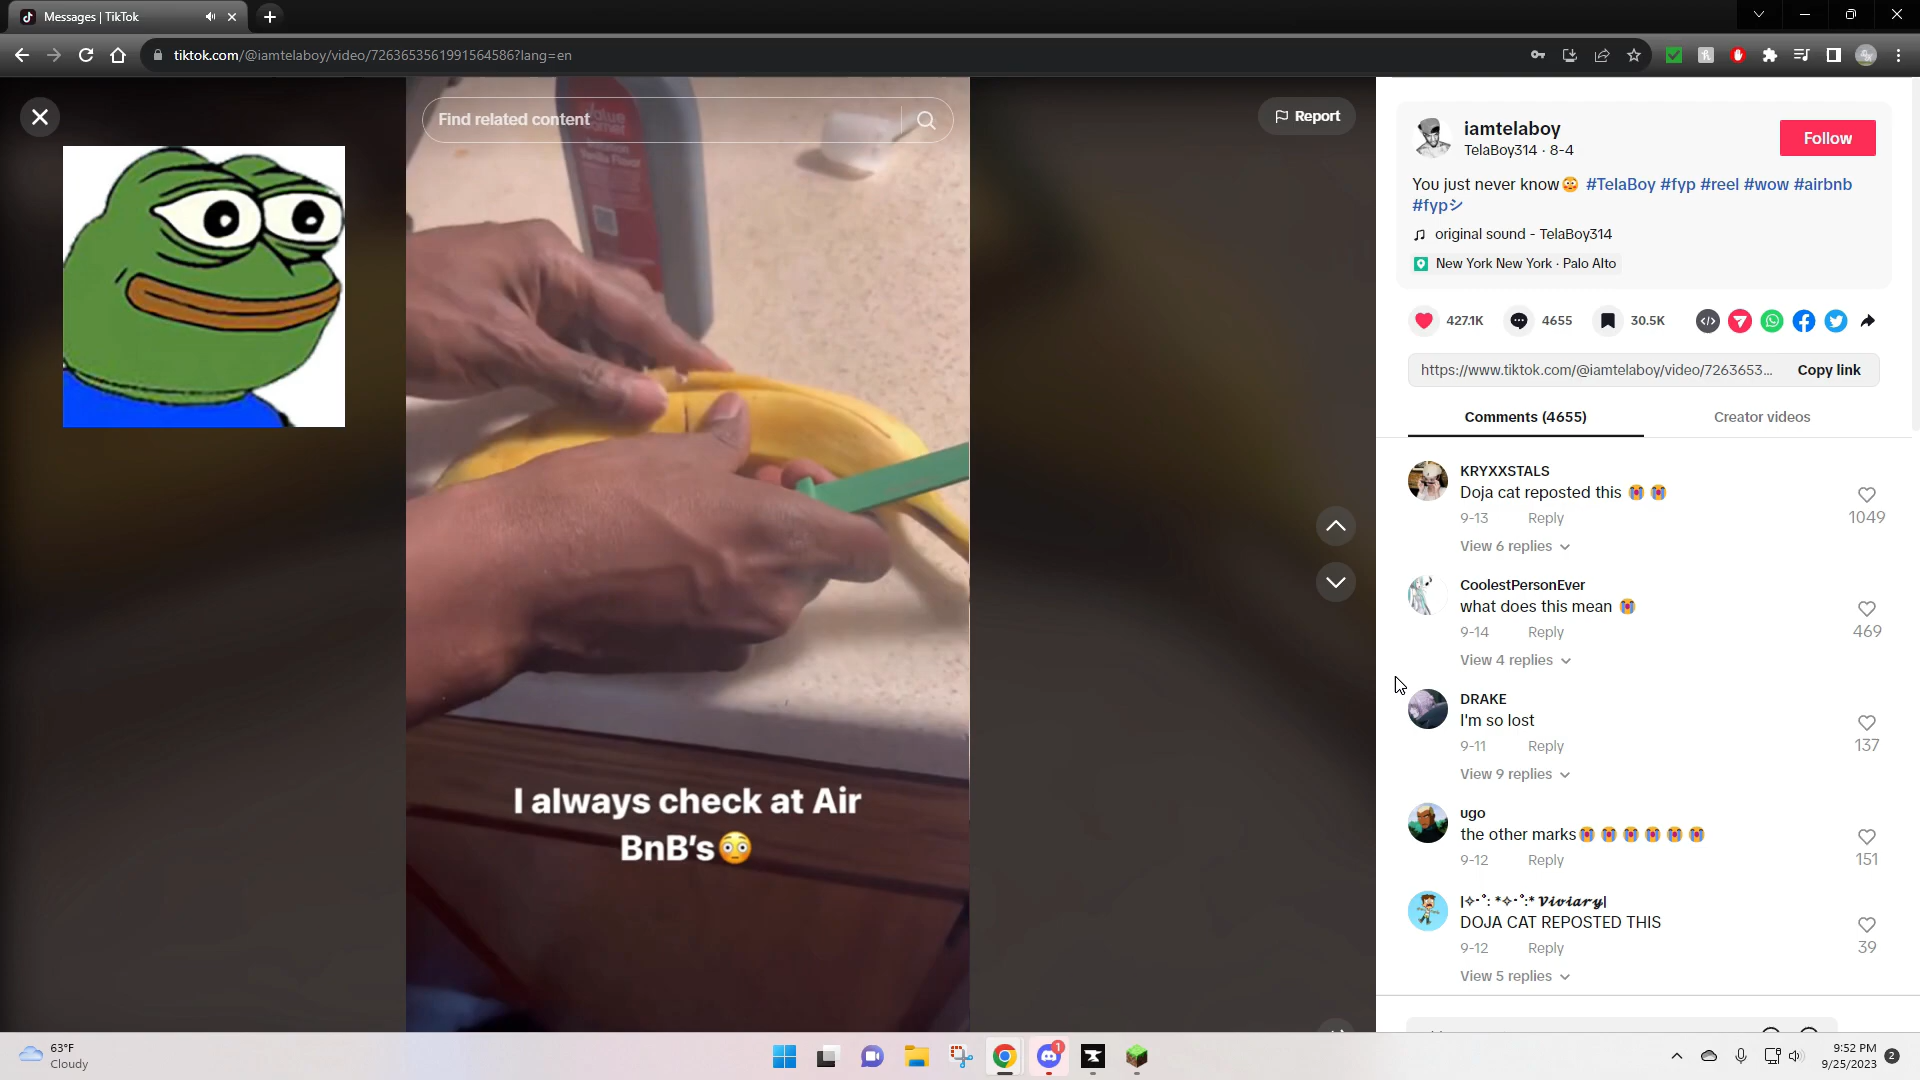 Messages | TikTok
tiktok.com/@iamtelaboy/video/7263653561991564586?lang=en
Find related content
Report
Value
Imitation
Vanilla Flavor
I always check at Air
BnB's😳
iamtelaboy
TelaBoy314 · 8-4
Follow
You just never know😳 #TelaBoy #fyp #reel #wow #airbnb
#fypシ
original sound - TelaBoy314
New York New York · Palo Alto
427.1K
4655
30.5K
https://www.tiktok.com/@iamtelaboy/video/7263653...
Copy link
Comments (4655)
Creator videos
KRYXXSTALS
Doja cat reposted this 😭 😭
9-13 Reply
1049
View 6 replies
CoolestPersonEver
what does this mean 😭
9-14 Reply
469
View 4 replies
DRAKE
I'm so lost
9-11 Reply
137
View 9 replies
ugo
the other marks😭 😭 😭 😭 😭 😭
9-12 Reply
151
|✧･ﾟ: *✧･ﾟ:* 𝓥𝓲𝓿𝓲𝓪𝓻𝔂|
DOJA CAT REPOSTED THIS
9-12 Reply
39
View 5 replies
63°F
Cloudy
1
9:52 PM
9/25/2023
2